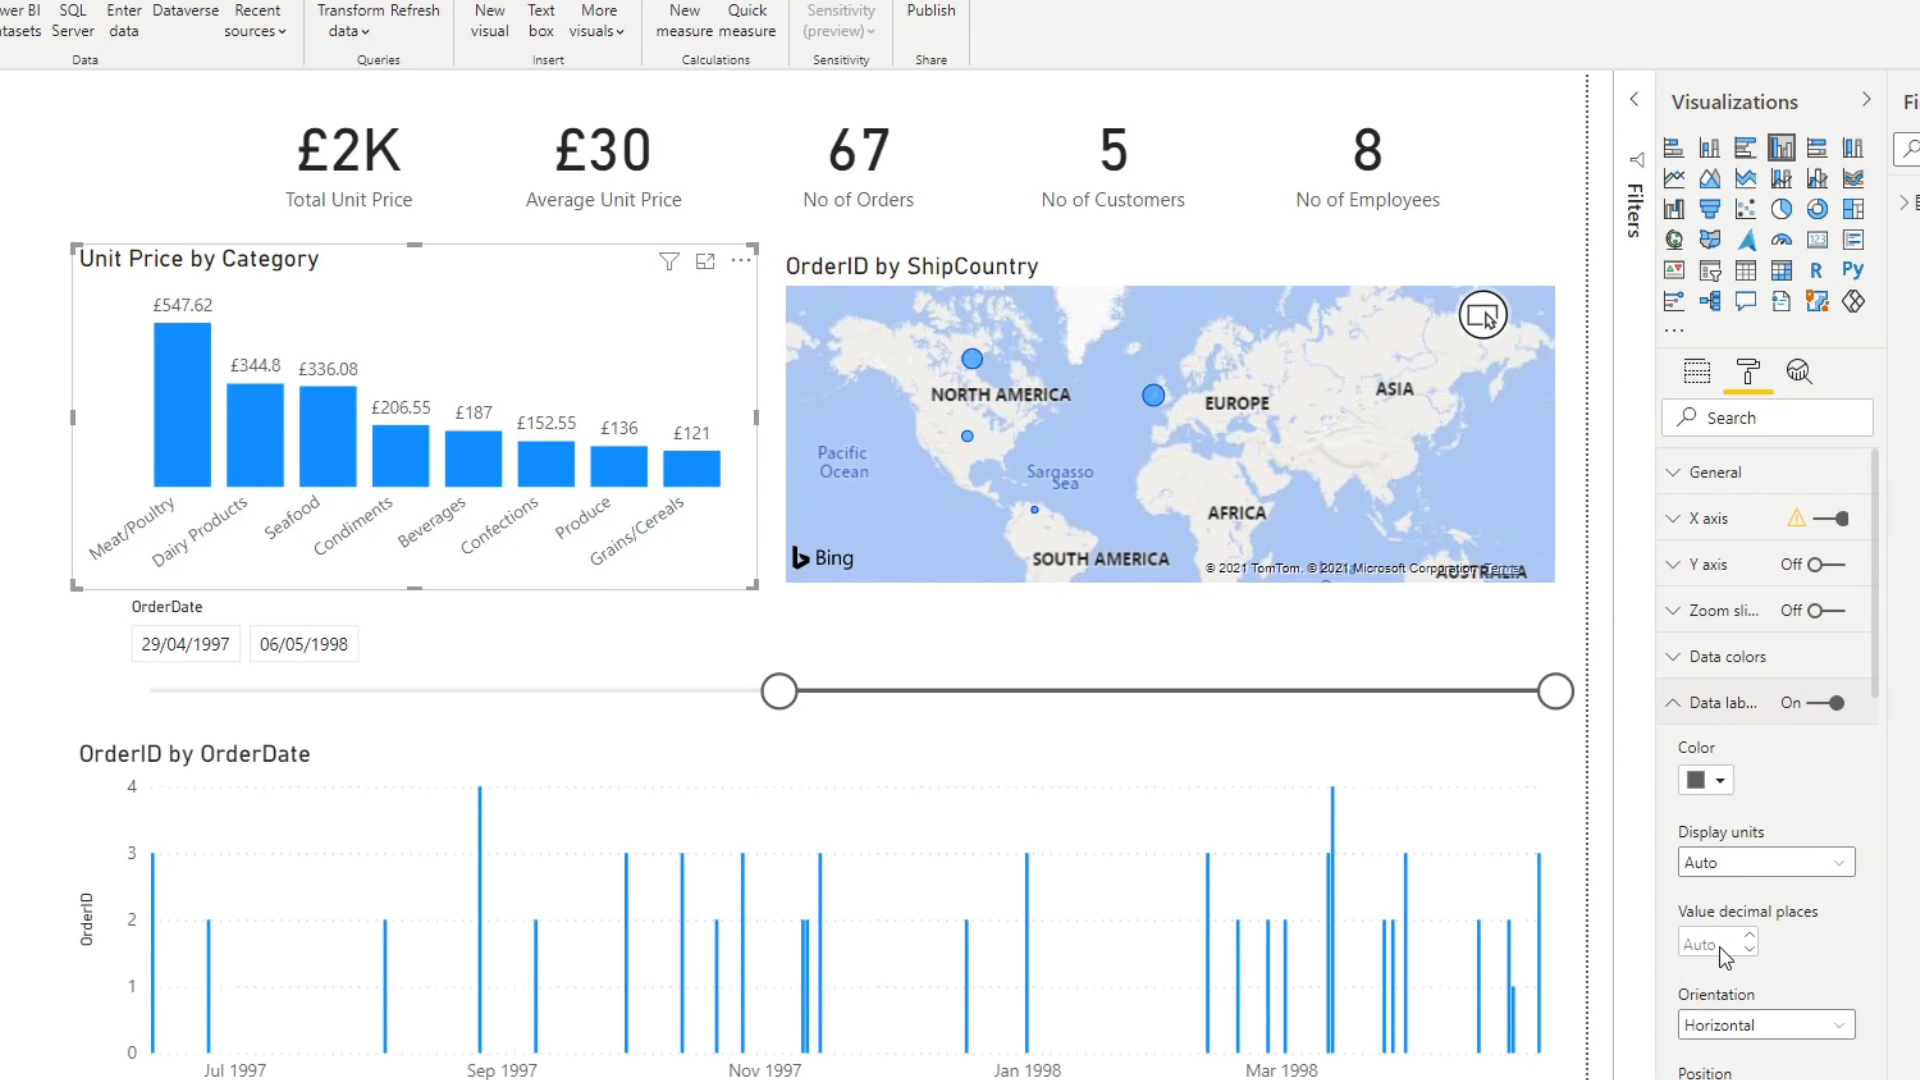 wer BI
tasets
SQL
Server
Enter
data
Dataverse
Recent
sources
Data
Transform
data
Refresh
Queries
New
visual
Text
box
More
visuals
Insert
New
measure
Quick
measure
Calculations
Sensitivity
(preview)
Sensitivity
Publish
Share
£2K
Total Unit Price
£30
Average Unit Price
67
No of Orders
5
No of Customers
8
No of Employees
Unit Price by Category
£547.62
£344.8
£336.08
£206.55
£187
£152.55
£136
£121
Meat/Poultry
Dairy Products
Seafood
Condiments
Beverages
Confections
Produce
Grains/Cereals
OrderID by ShipCountry
NORTH AMERICA
EUROPE
ASIA
Pacific
Ocean
Sargasso
Sea
AFRICA
SOUTH AMERICA
AUSTRALIA
Bing
© 2021 TomTom, © 2021 Microsoft Corporation Terms
OrderDate
29/04/1997
06/05/1998
OrderID by OrderDate
OrderID
4
3
2
1
0
Jul 1997
Sep 1997
Nov 1997
Jan 1998
Mar 1998
Filters
Visualizations
Fi
123
R
Py
Search
General
X axis
Y axis
Off
Zoom sli...
Off
Data colors
Data lab...
On
Color
Display units
Auto
Value decimal places
Auto
Orientation
Horizontal
Position